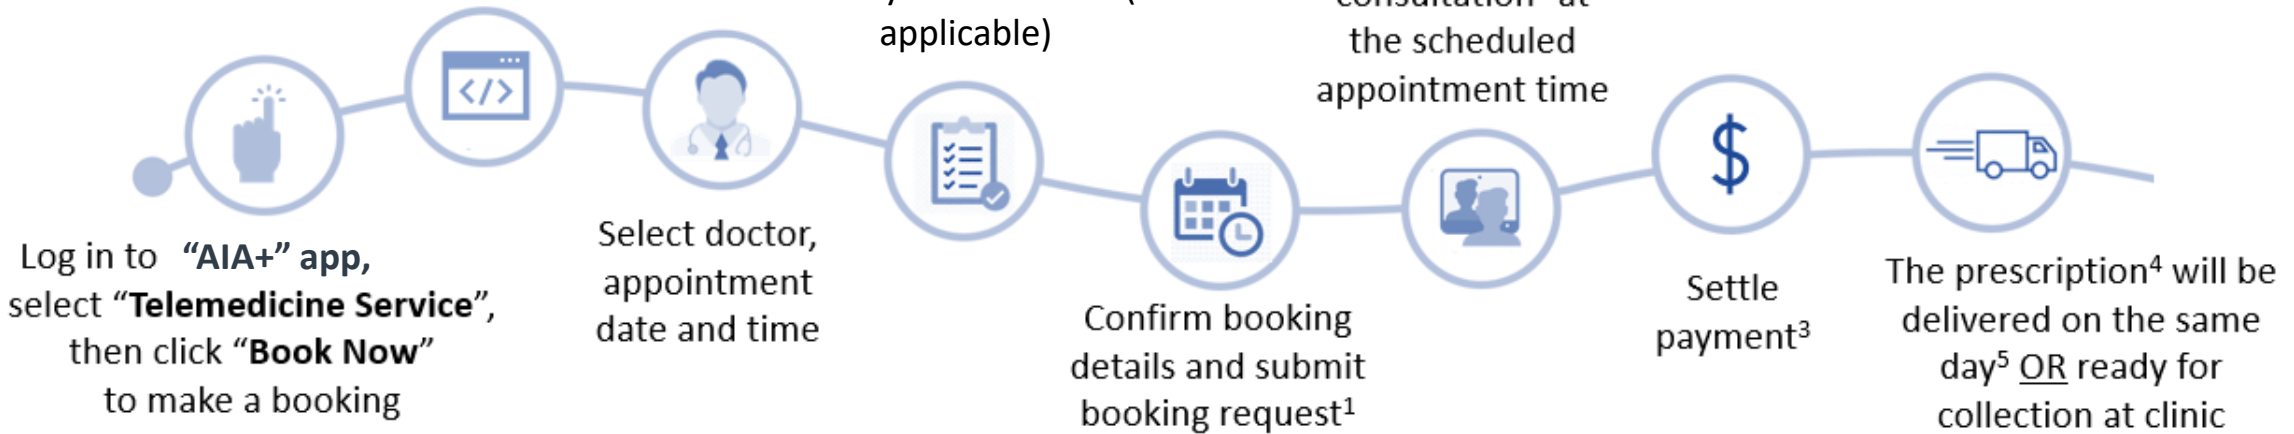 applicable)
consultation at
the scheduled
appointment time
</>
$
Log in to “AIA+” app,
select “Telemedicine Service”,
then click “Book Now”
to make a booking
Select doctor,
appointment
date and time
Confirm booking
details and submit
booking request¹
Settle
payment³
The prescription⁴ will be
delivered on the same
day⁵ OR ready for
collection at clinic